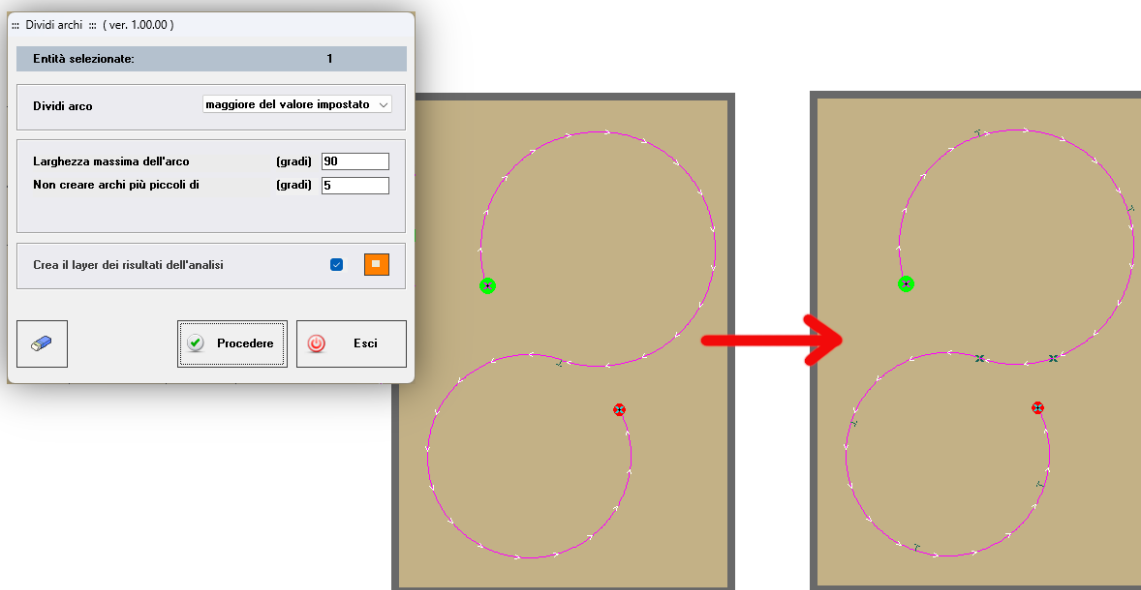 ::: Dividi archi ::: ( ver. 1.00.00 )
Entità selezionate: 1
Dividi arco maggiore del valore impostato
Larghezza massima dell'arco (gradi) 90
Non creare archi più piccoli di (gradi) 5
Crea il layer dei risultati dell'analisi
Procedere Esci